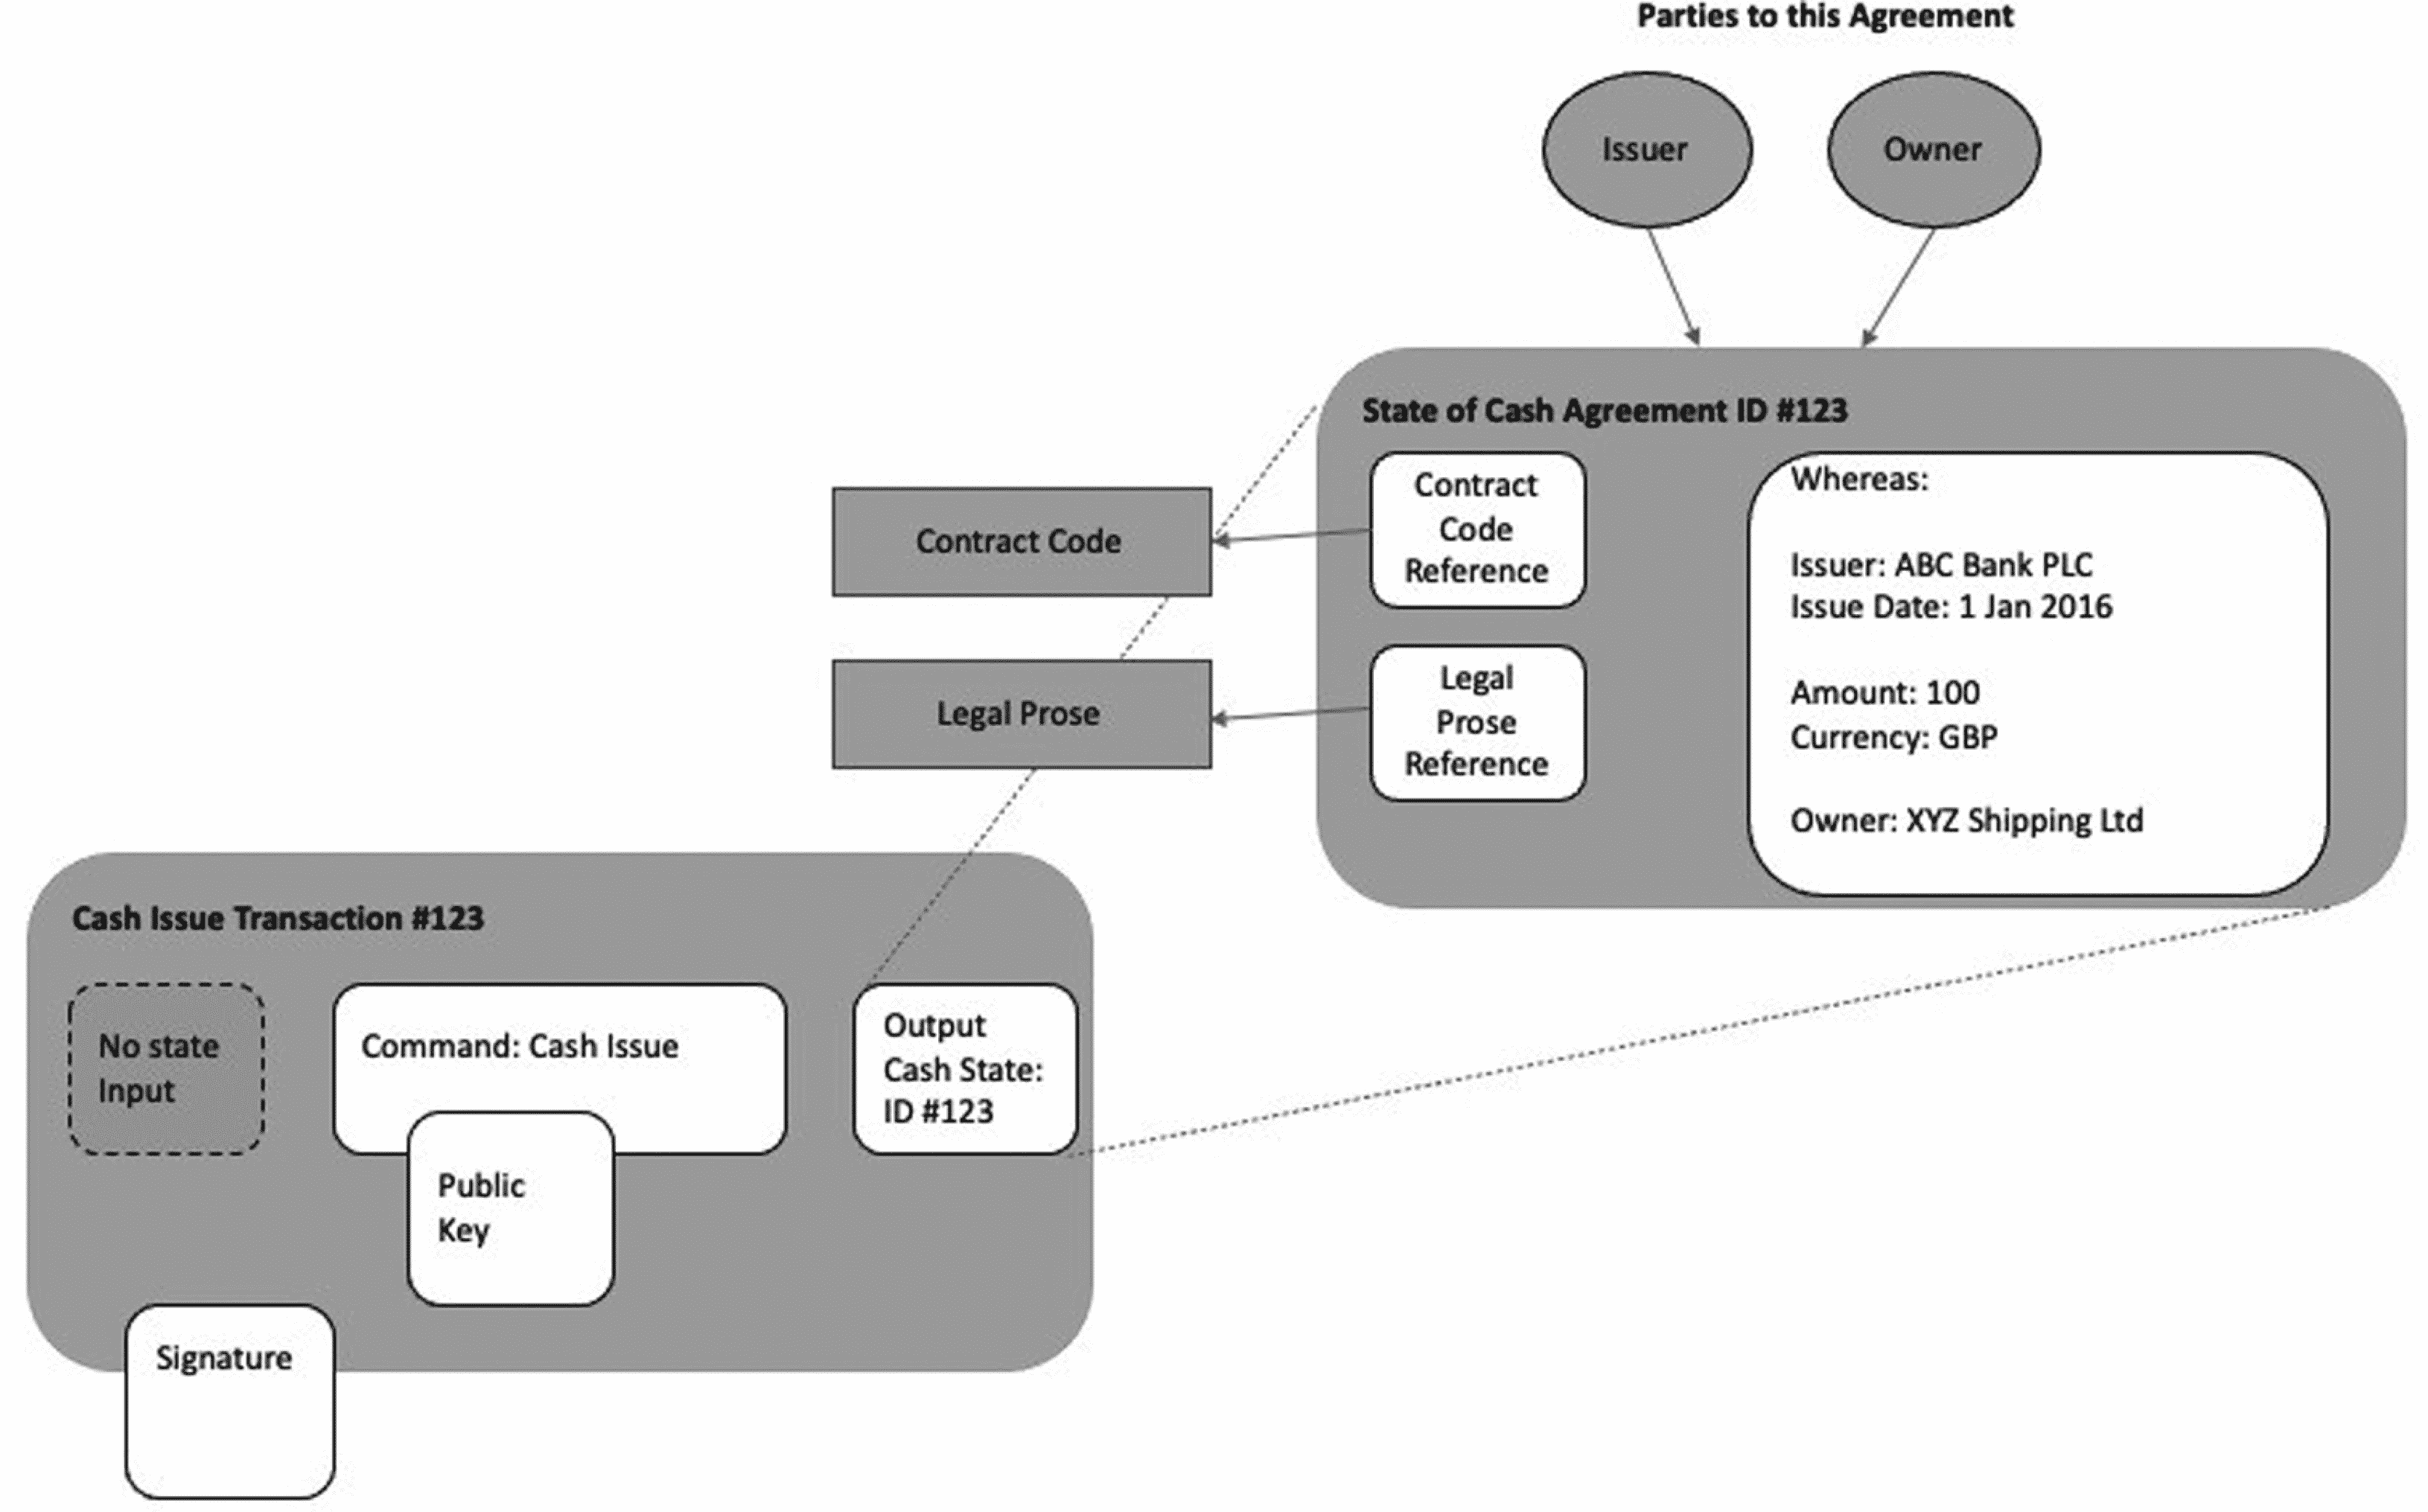 Parties to this Agreement
Issuer
Owner
State of Cash Agreement ID #123
Contract
Code
Reference
Whereas:
Issuer: ABC Bank PLC
Issue Date: 1 Jan 2016
Amount: 100
Currency: GBP
Owner: XYZ Shipping Ltd
Contract Code
Legal
Prose
Reference
Legal Prose
Cash Issue Transaction #123
No state
Input
Command: Cash Issue
Public
Key
Output
Cash State:
ID #123
Signature